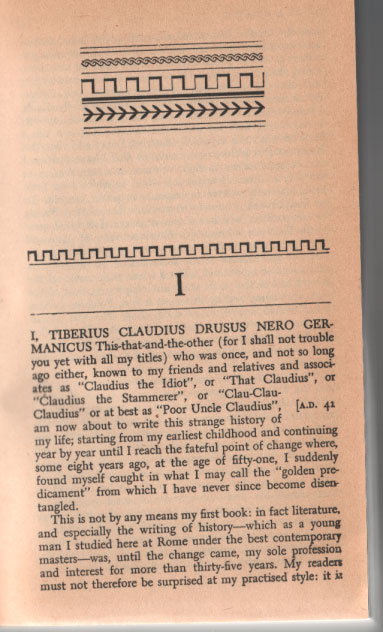 I
I, TIBERIUS CLAUDIUS DRUSUS NERO GER-
MANICUS This-that-and-the-other (for I shall not trouble
you yet with all my titles) who was once, and not so long
ago either, known to my friends and relatives and associ-
ates as "Claudius the Idiot", or "That Claudius", or
"Claudius the Stammerer", or "Clau-Clau-
Claudius" or at best as "Poor Uncle Claudius", [A.D. 41
am now about to write this strange history of
my life; starting from my earliest childhood and continuing
year by year until I reach the fateful point of change where,
some eight years ago, at the age of fifty-one, I suddenly
found myself caught in what I may call the "golden pre-
dicament" from which I have never since become disen-
tangled.
This is not by any means my first book: in fact literature,
and especially the writing of history—which as a young
man I studied here at Rome under the best contemporary
masters—was, until the change came, my sole profession
and interest for more than thirty-five years. My readers
must not therefore be surprised at my practised style: it is